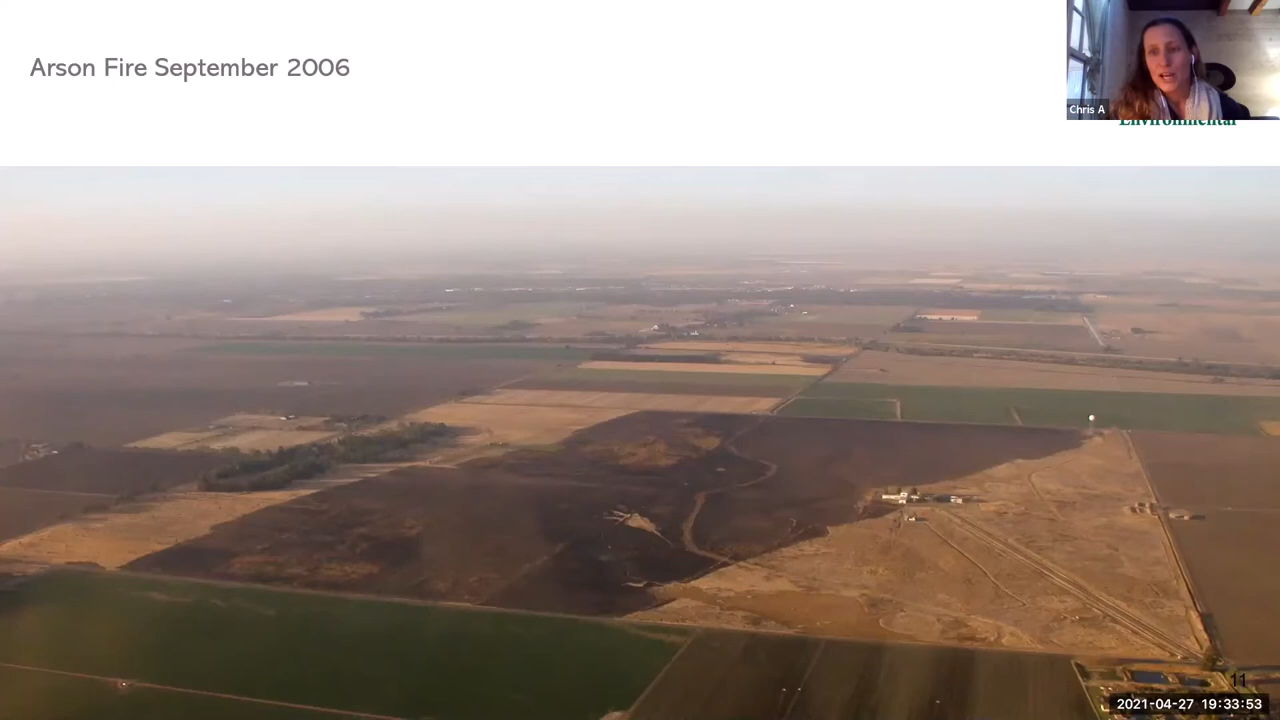 Arson Fire September 2006
Chris A
Environmental
11
2021-04-27 19:33:53